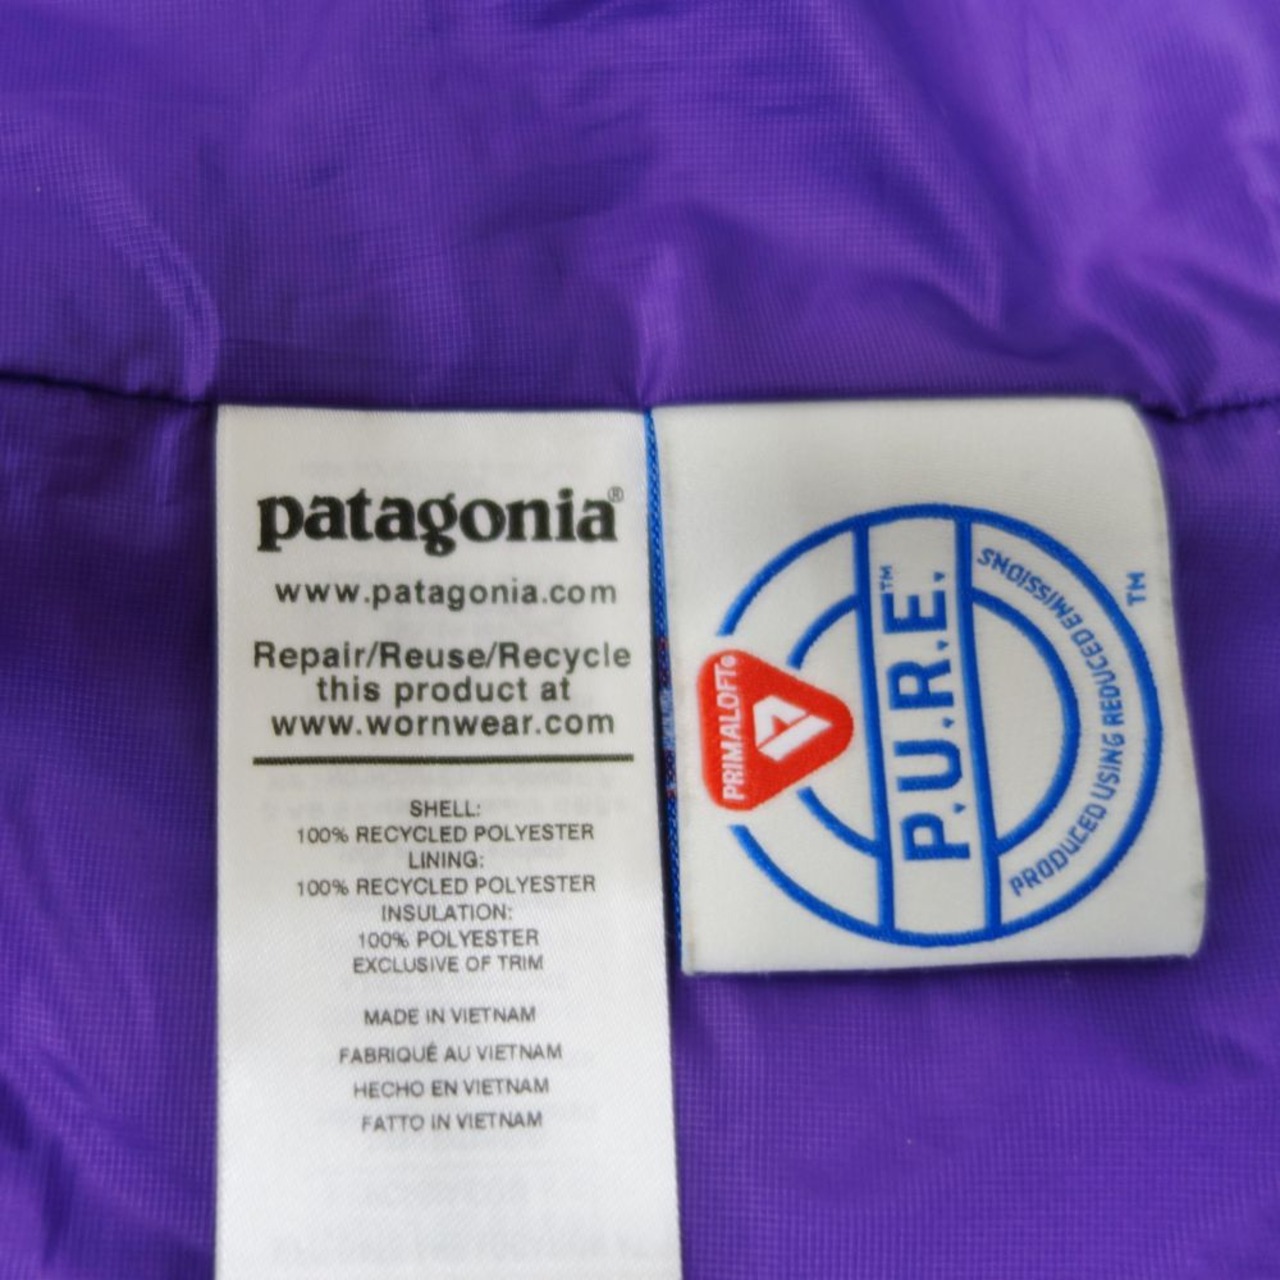 patagonia®
www.patagonia.com
Repair/Reuse/Recycle
this product at
www.wornwear.com
SHELL:
100% RECYCLED POLYESTER
LINING:
100% RECYCLED POLYESTER
INSULATION:
100% POLYESTER
EXCLUSIVE OF TRIM
MADE IN VIETNAM
FABRIQUÉ AU VIETNAM
HECHO EN VIETNAM
FATTO IN VIETNAM
PRIMALOFT®
P.U.R.E.™
PRODUCED USING REDUCED EMISSIONS
TM